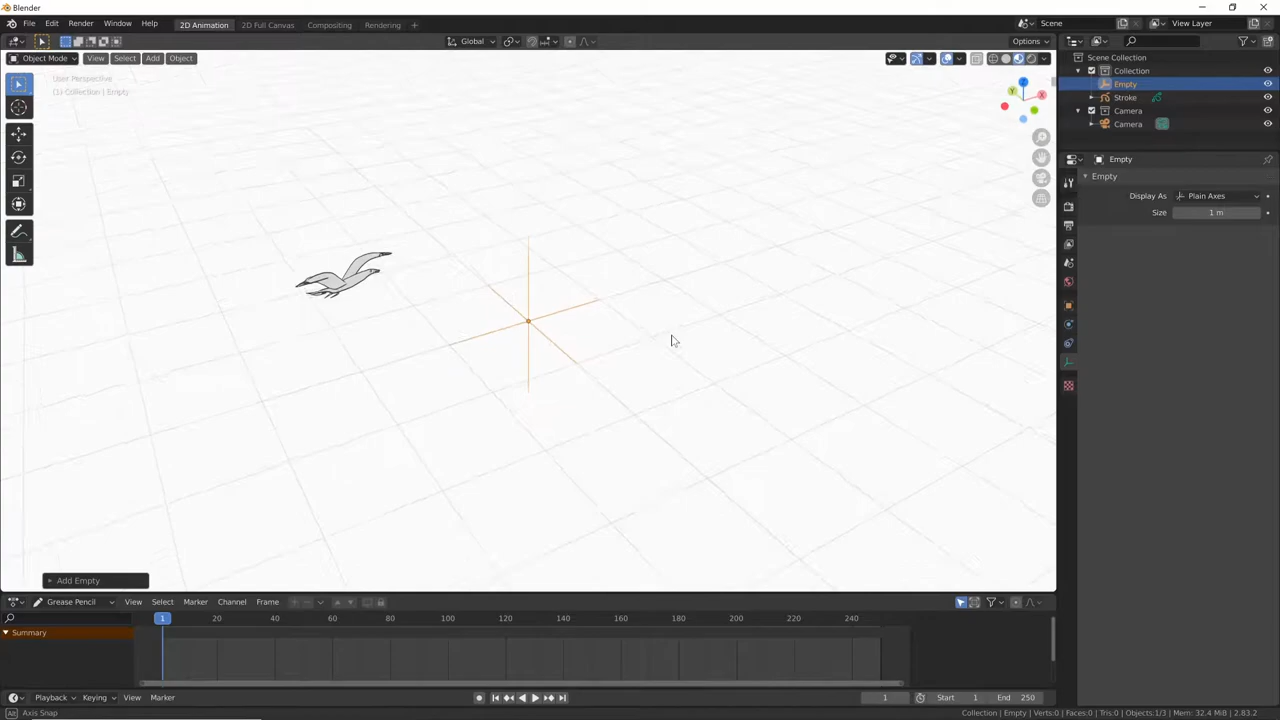 Blender
File Edit Render Window Help 2D Animation 2D Full Canvas Compositing Rendering + Scene View Layer
Global Options
Object Mode View Select Add Object
User Perspective
(1) Collection | Empty
Z
Y
X
Scene Collection
Collection
Empty
Stroke
Camera
Camera
Empty
Empty
Display As Plain Axes
Size 1 m
Add Empty
Grease Pencil View Select Marker Channel Frame
1 20 40 60 80 100 120 140 160 180 200 220 240
Summary
Playback Keying View Marker 1 Start 1 End 250
Axis Snap
Collection | Empty | Verts:0 | Faces:0 | Tris:0 | Objects:1/3 | Mem: 32.4 MiB | 2.83.2